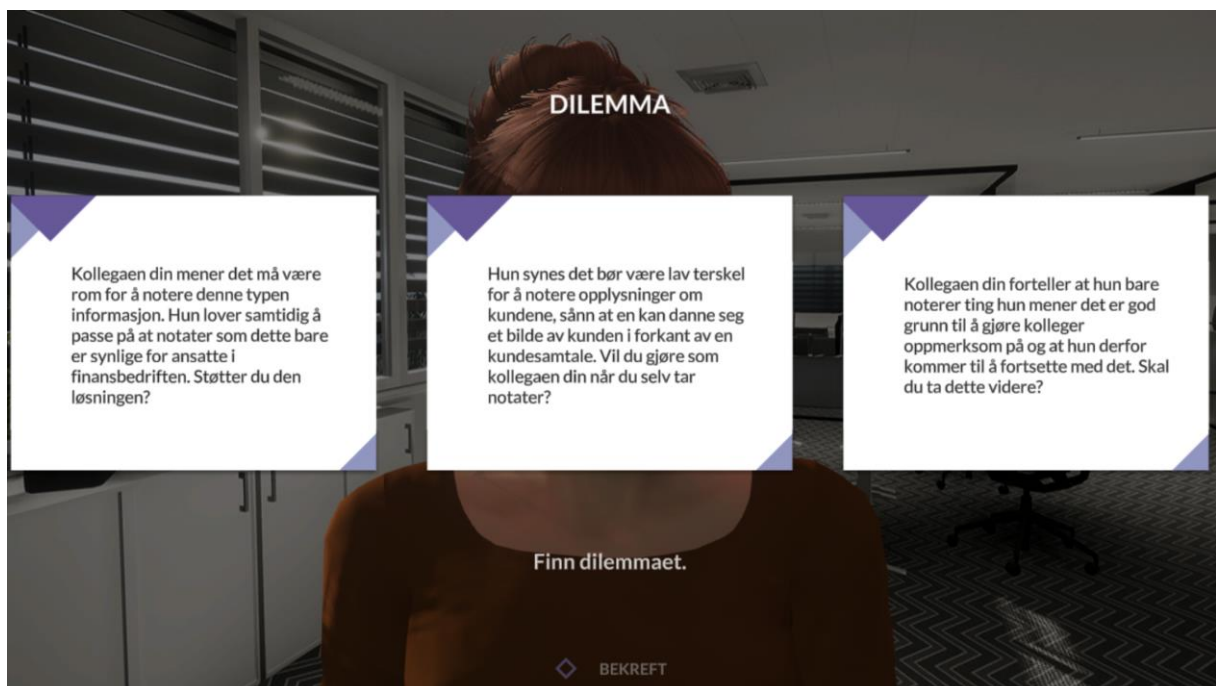 DILEMMA
Kollegaen din mener det må være
rom for å notere denne typen
informasjon. Hun lover samtidig å
passe på at notater som dette bare
er synlige for ansatte i
finansbedriften. Støtter du den
løsningen?
Hun synes det bør være lav terskel
for å notere opplysninger om
kundene, sånn at en kan danne seg
et bilde av kunden i forkant av en
kundesamtale. Vil du gjøre som
kollegaen din når du selv tar
notater?
Kollegaen din forteller at hun bare
noterer ting hun mener det er god
grunn til å gjøre kolleger
oppmerksom på og at hun derfor
kommer til å fortsette med det. Skal
du ta dette videre?
Finn dilemmaet.
BEKREFT